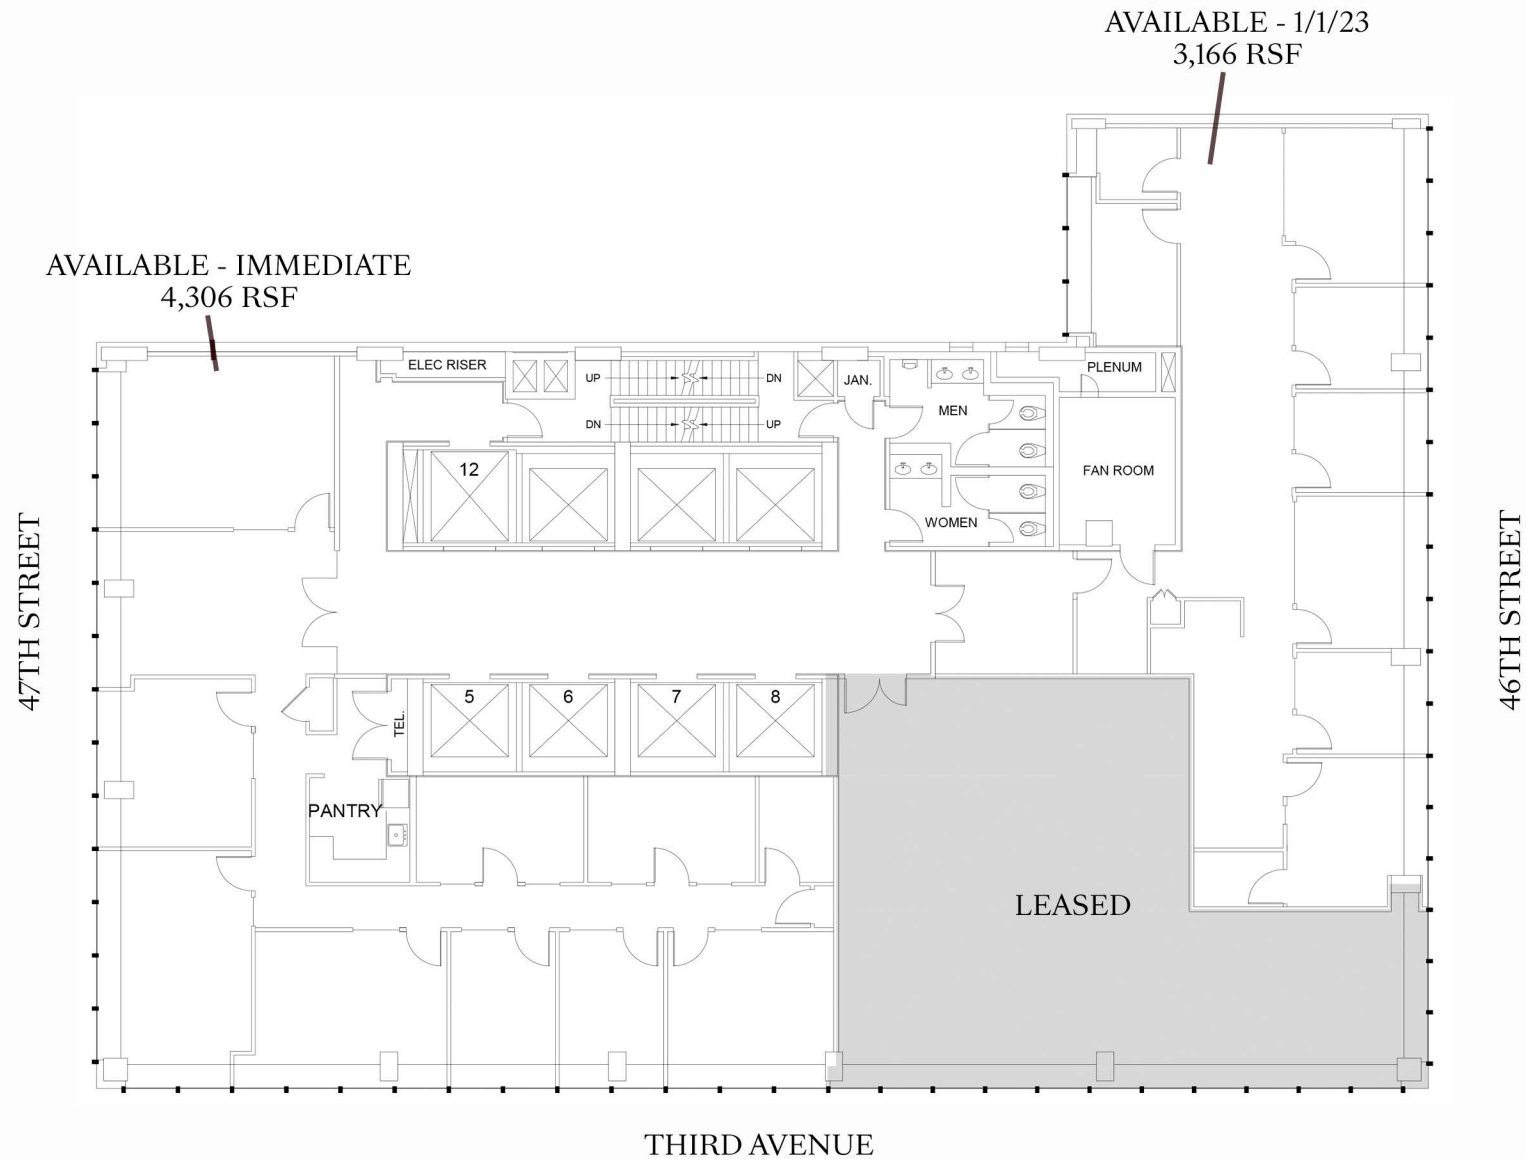 AVAILABLE - 1/1/23
3,166 RSF
AVAILABLE - IMMEDIATE
4,306 RSF
ELEC RISER
UP
DN
DN
UP
JAN.
MEN
PLENUM
12
FAN ROOM
WOMEN
47TH STREET
46TH STREET
5
6
7
8
TEL.
PANTRY
LEASED
THIRD AVENUE